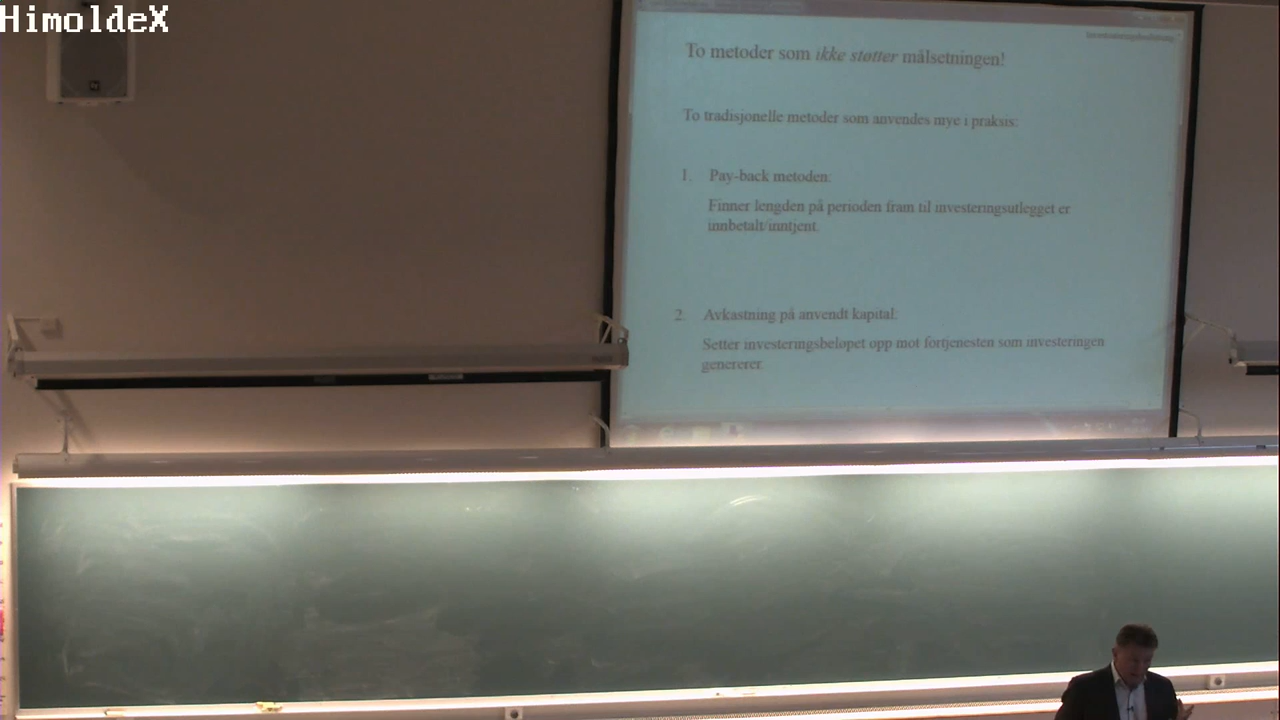 HimoldeX
To metoder som ikke støtter målsetningen!
To tradisjonelle metoder som anvendes mye i praksis:
1. Pay-back metoden:
Finner lengden på perioden fram til investeringsutlegget er
innbetalt/inntjent.
2. Avkastning på anvendt kapital:
Setter investeringsbeløpet opp mot fortjenesten som investeringen
genererer.